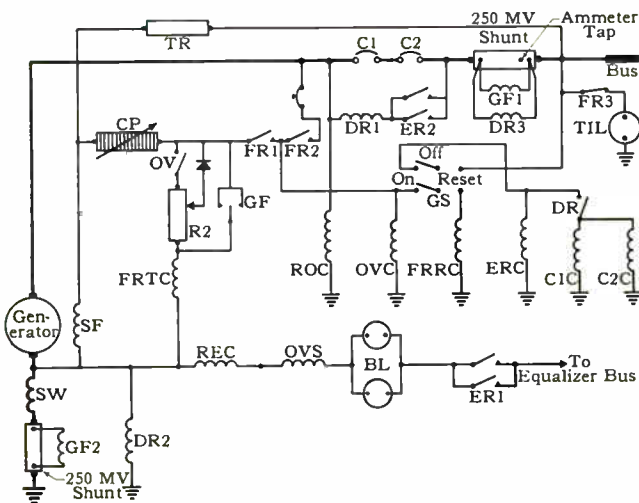 250 MV
Shunt
Ammeter
Tap
TR
C1
C2
Bus
GF1
DR1
ER2
DR3
FR3
TIL
CP
OV
FR1
FR2
Off
On
Reset
GS
DR
R2
GF
FRTC
ROC
OVC
FRRC
ERC
C1C
C2C
Gen-
erator
SF
REC
OVS
BL
To
Equalizer Bus
ER1
SW
GF2
DR2
250 MV
Shunt